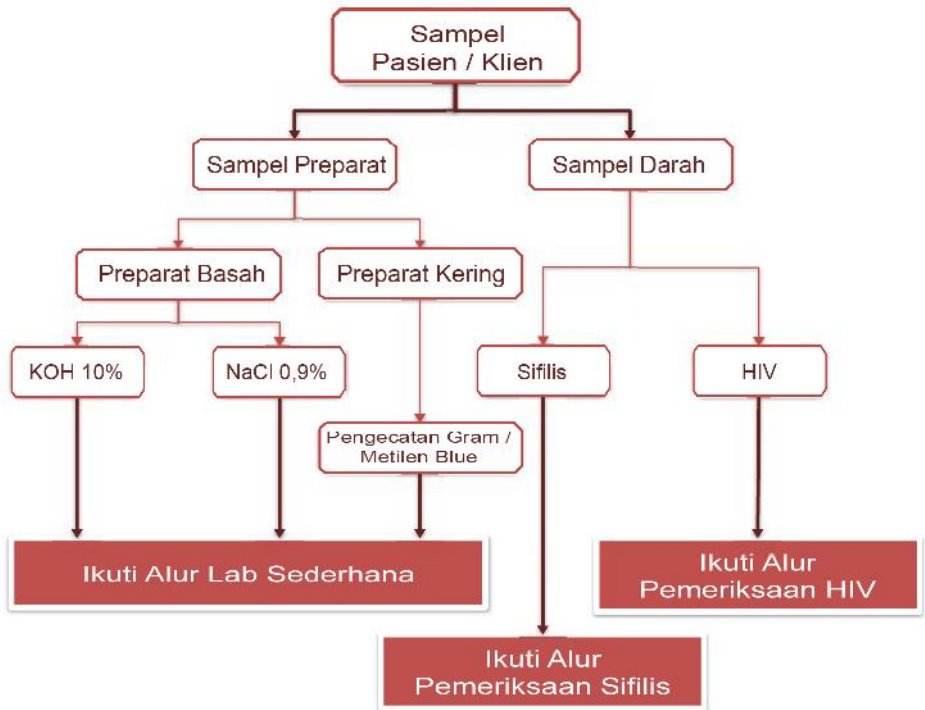 Sampel
Pasien / Klien
Sampel Preparat
Sampel Darah
Preparat Basah
Preparat Kering
KOH 10%
NaCl 0,9%
Sifilis
HIV
Pengecatan Gram /
Metilen Blue
Ikuti Alur Lab Sederhana
Ikuti Alur
Pemeriksaan HIV
Ikuti Alur
Pemeriksaan Sifilis